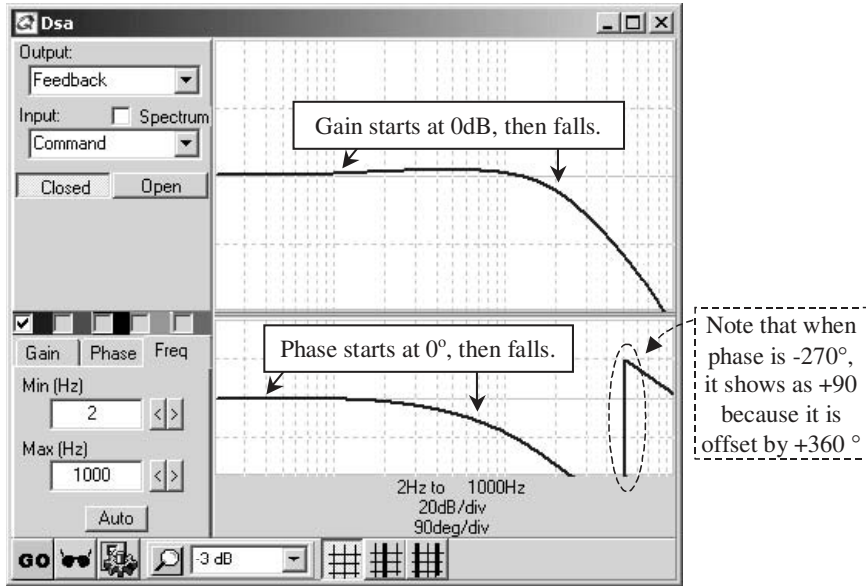 Dsa
Output:
Feedback
Input:
Spectrum
Command
Closed
Open
Gain
Phase
Freq
Min (Hz)
2
< >
Max (Hz)
1000
< >
Auto
Gain starts at 0dB, then falls.
Phase starts at 0°, then falls.
Note that when
phase is -270°,
it shows as +90
because it is
offset by +360 °
2Hz to 1000Hz
20dB/div
90deg/div
GO
-3 dB